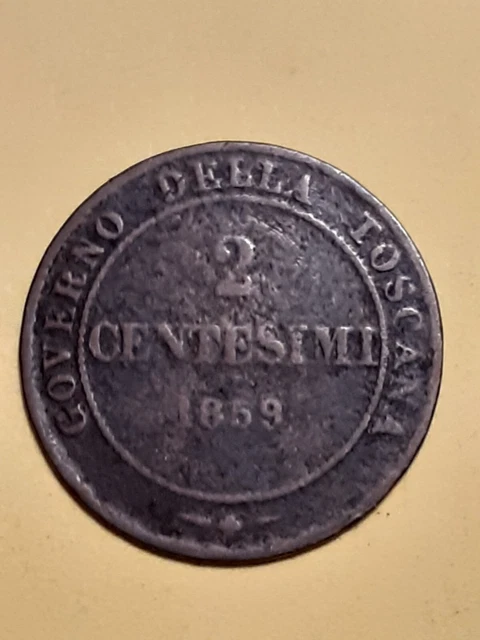 GOVERNO DELLA TOSCANA
2
CENTESIMI
1859